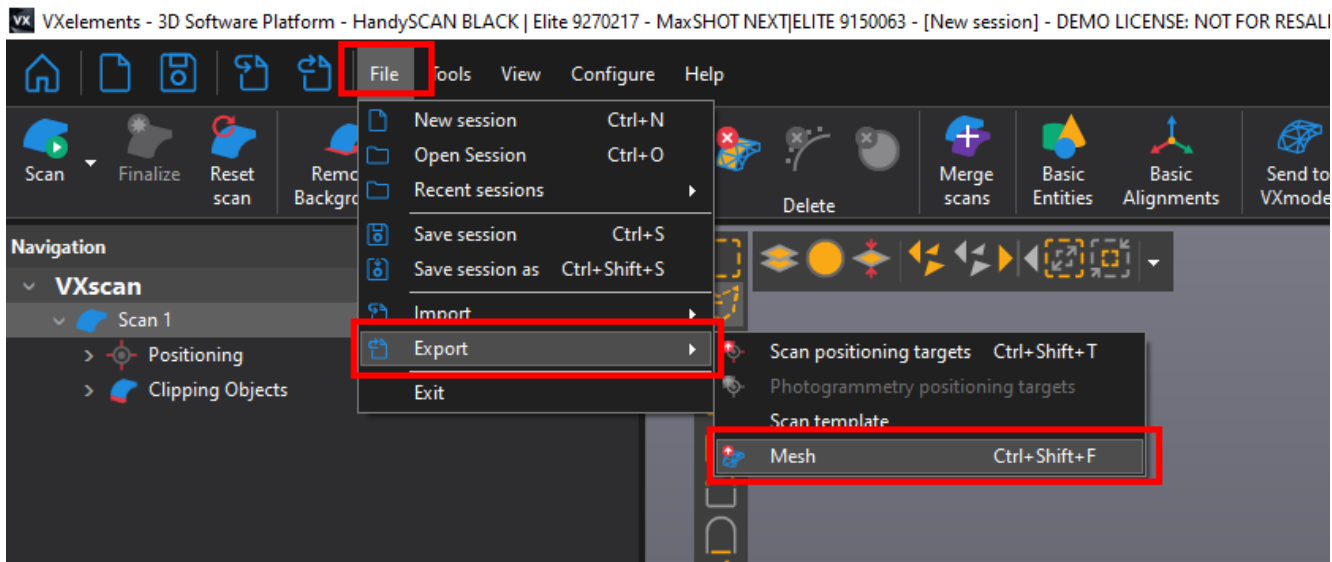 VX VXelements - 3D Software Platform - HandySCAN BLACK | Elite 9270217 - MaxSHOT NEXT|ELITE 9150063 - [New session] - DEMO LICENSE: NOT FOR RESAL
File Tools View Configure Help
New session Ctrl+N
Open Session Ctrl+O
Recent sessions
Save session Ctrl+S
Save session as Ctrl+Shift+S
Import
Export
Exit
Scan
Finalize
Reset
scan
Remo
Backgro
Delete
Merge
scans
Basic
Entities
Basic
Alignments
Send to
VXmode
Navigation
VXscan
Scan 1
Positioning
Clipping Objects
Scan positioning targets Ctrl+Shift+T
Photogrammetry positioning targets
Scan template
Mesh Ctrl+Shift+F